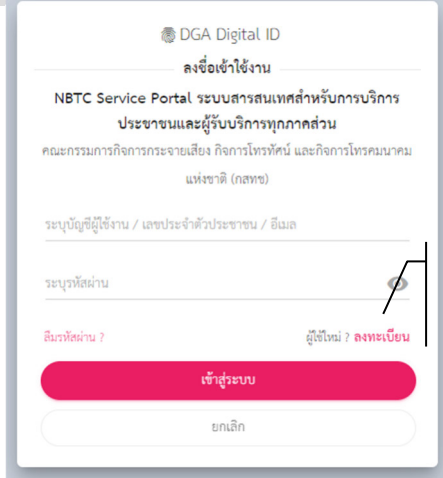 DGA Digital ID
ลงชื่อเข้าใช้งาน
NBTC Service Portal ระบบสารสนเทศสำหรับการบริการ
ประชาชนและผู้รับบริการทุกภาคส่วน
คณะกรรมการกิจการกระจายเสียง กิจการโทรทัศน์ และกิจการโทรคมนาคม
แห่งชาติ (กสทช)
ระบุบัญชีผู้ใช้งาน / เลขประจำตัวประชาชน / อีเมล
ระบุรหัสผ่าน
ลืมรหัสผ่าน ? ผู้ใช้ใหม่ ? ลงทะเบียน
เข้าสู่ระบบ
ยกเลิก